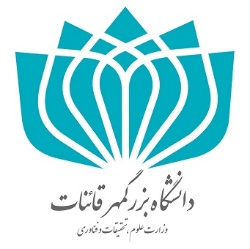 دانشگاه بزرگمهر قائنات
وزارت علوم، تحقیقات و فناوری